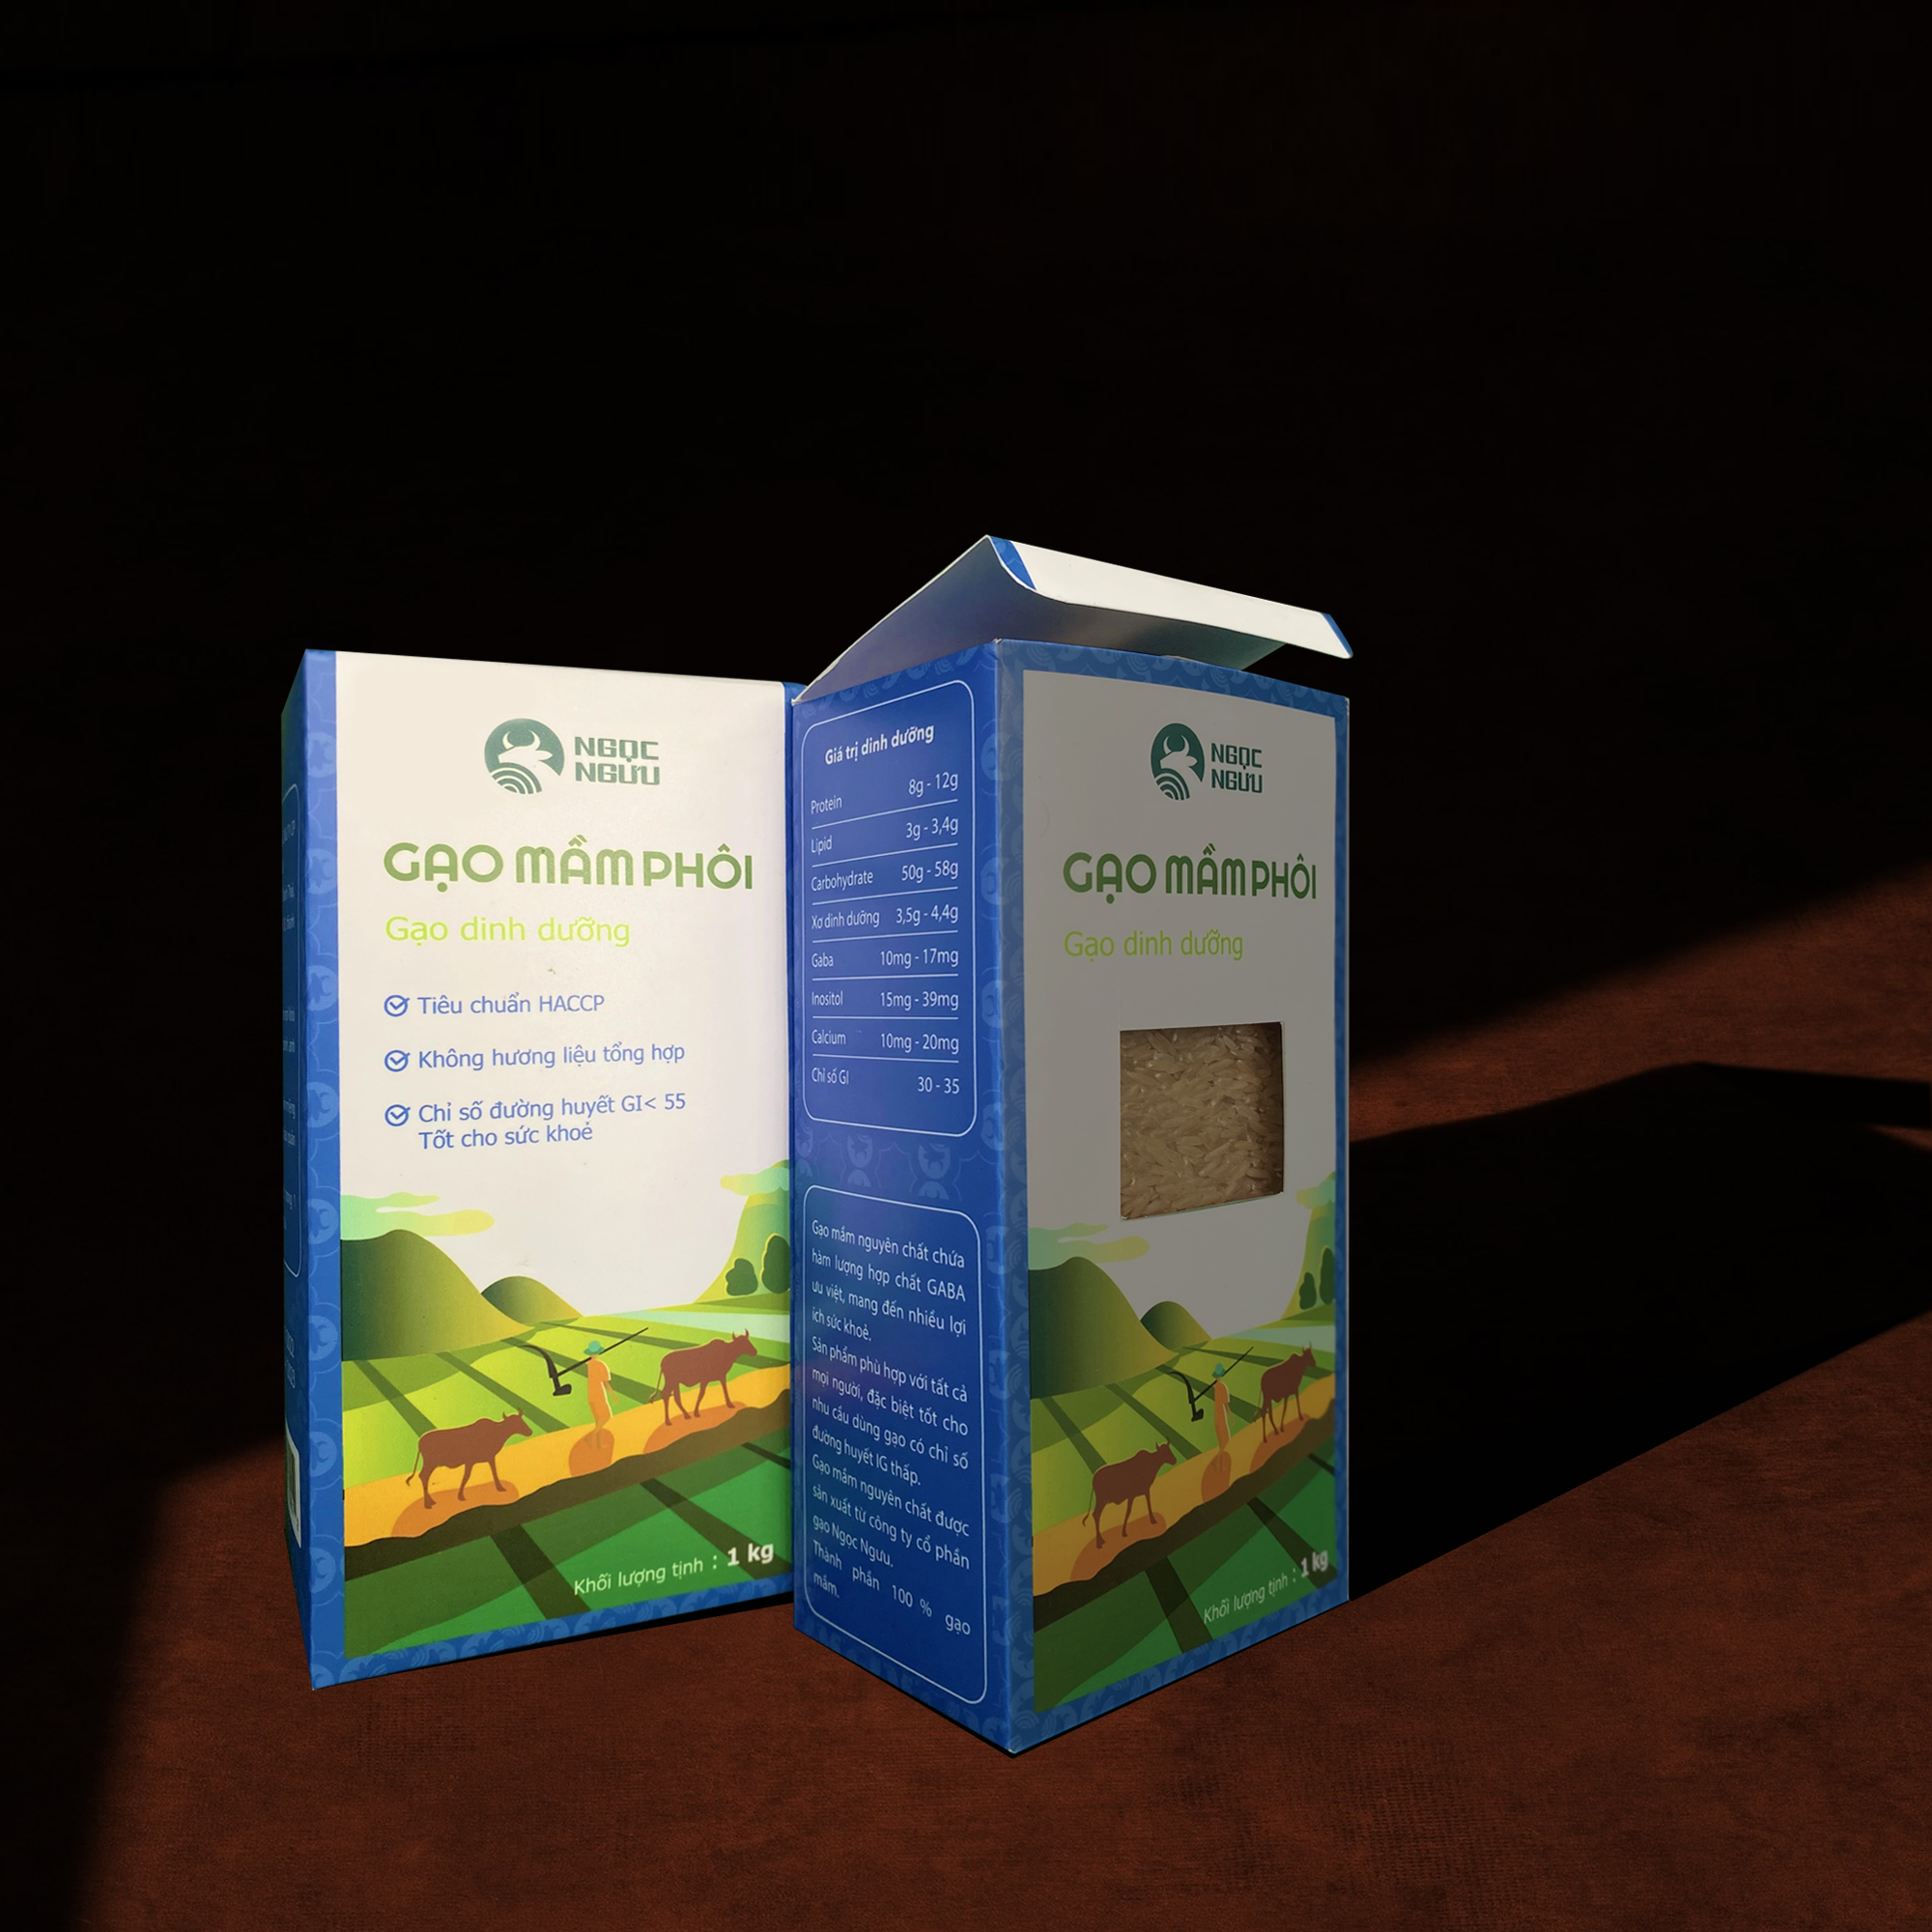 NGỌC
NGƯU
GẠO MẦM PHÔI
Gạo dinh dưỡng
Tiêu chuẩn HACCP
Không hương liệu tổng hợp
Chỉ số đường huyết GI< 55
Tốt cho sức khoẻ
Khối lượng tịnh : 1 kg
Giá trị dinh dưỡng
Protein 8g - 12g
Lipid 3g - 3,4g
Carbohydrate 50g - 58g
Xơ dinh dưỡng 3,5g - 4,4g
Gaba 10mg - 17mg
Inositol 15mg - 39mg
Calcium 10mg - 20mg
Chỉ số GI 30 - 35
Gạo mầm nguyên chất chứa
hàm lượng hợp chất GABA
ưu việt, mang đến nhiều lợi
ích sức khoẻ.
Sản phẩm phù hợp với tất cả
mọi người, đặc biệt tốt cho
nhu cầu dùng gạo có chỉ số
đường huyết IG thấp.
Gạo mầm nguyên chất được
sản xuất từ công ty cổ phần
gạo Ngọc Ngưu.
Thành phần 100 % gạo
mầm.
NGỌC
NGƯU
GẠO MẦM PHÔI
Gạo dinh dưỡng
Khối lượng tịnh : 1 kg